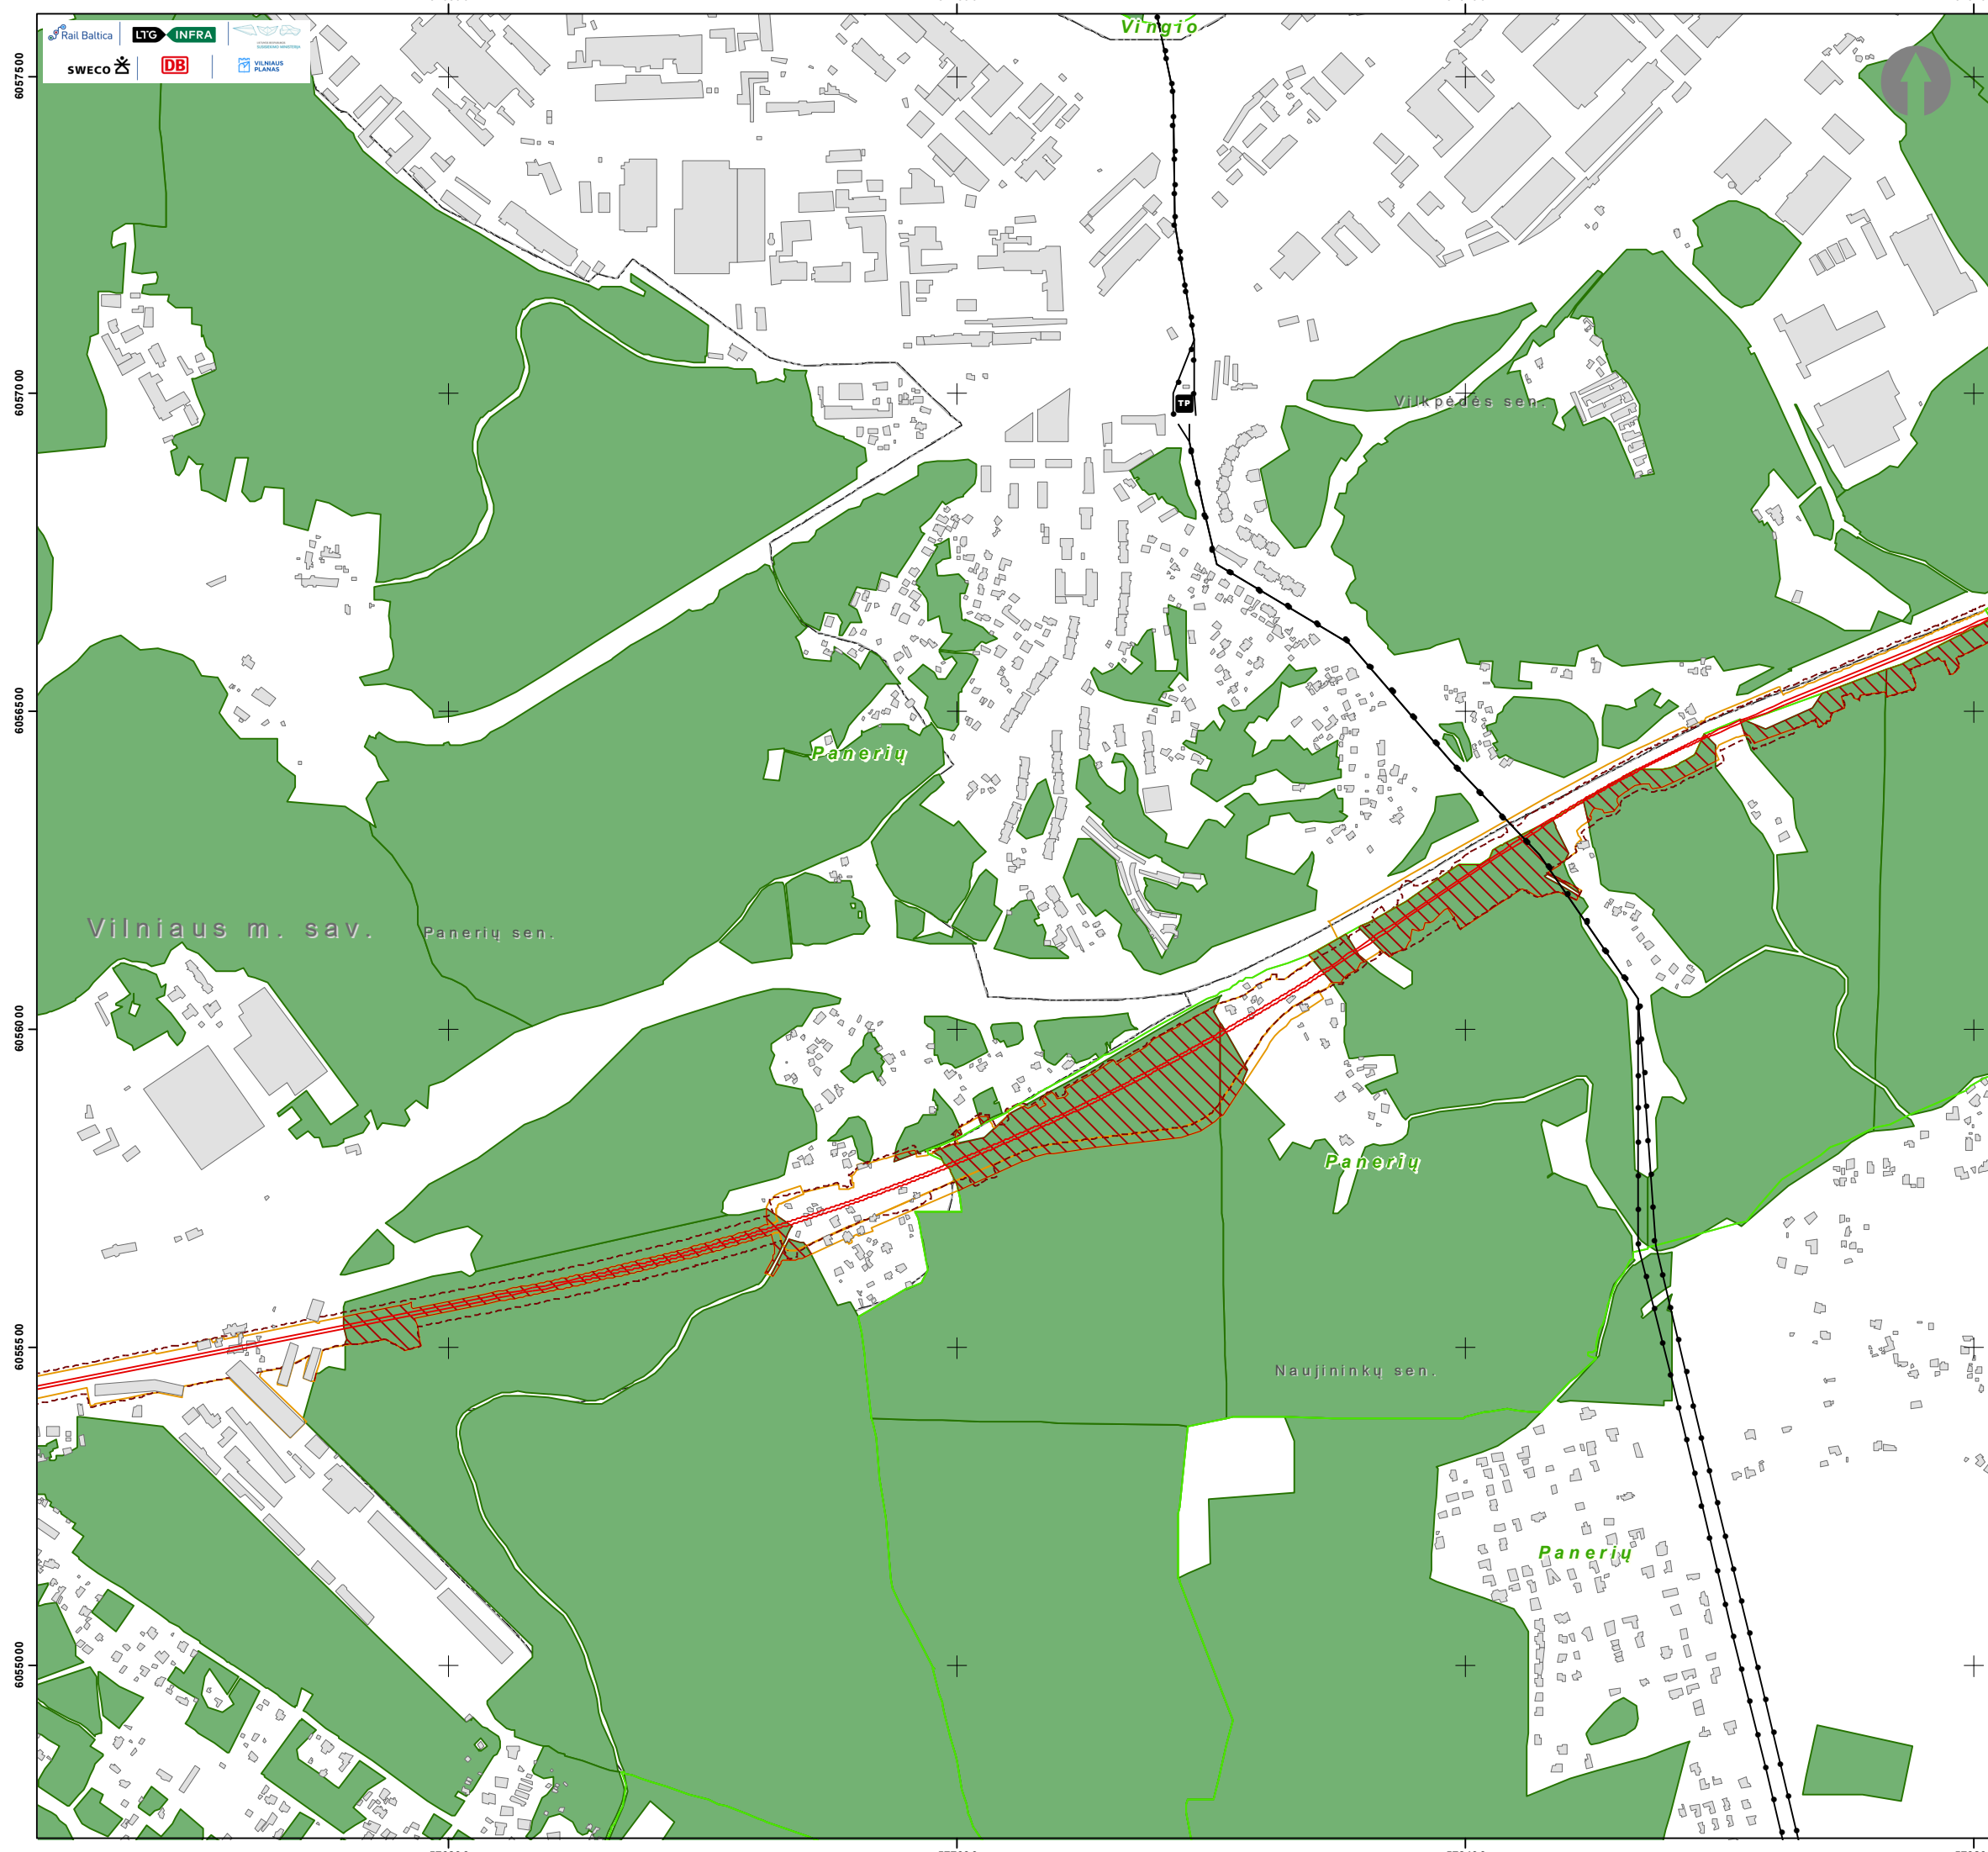 Rail Baltica
LTG INFRA
SWECO
DB
VILNIAUS
PLANAS
Vingio
6057500
6057000
TP
Vilkpėdės sen.
6056500
Panerių
Vilniaus m. sav.
Panerių sen.
6056000
Panerių
6055500
Naujininkų sen.
Panerių
6055000